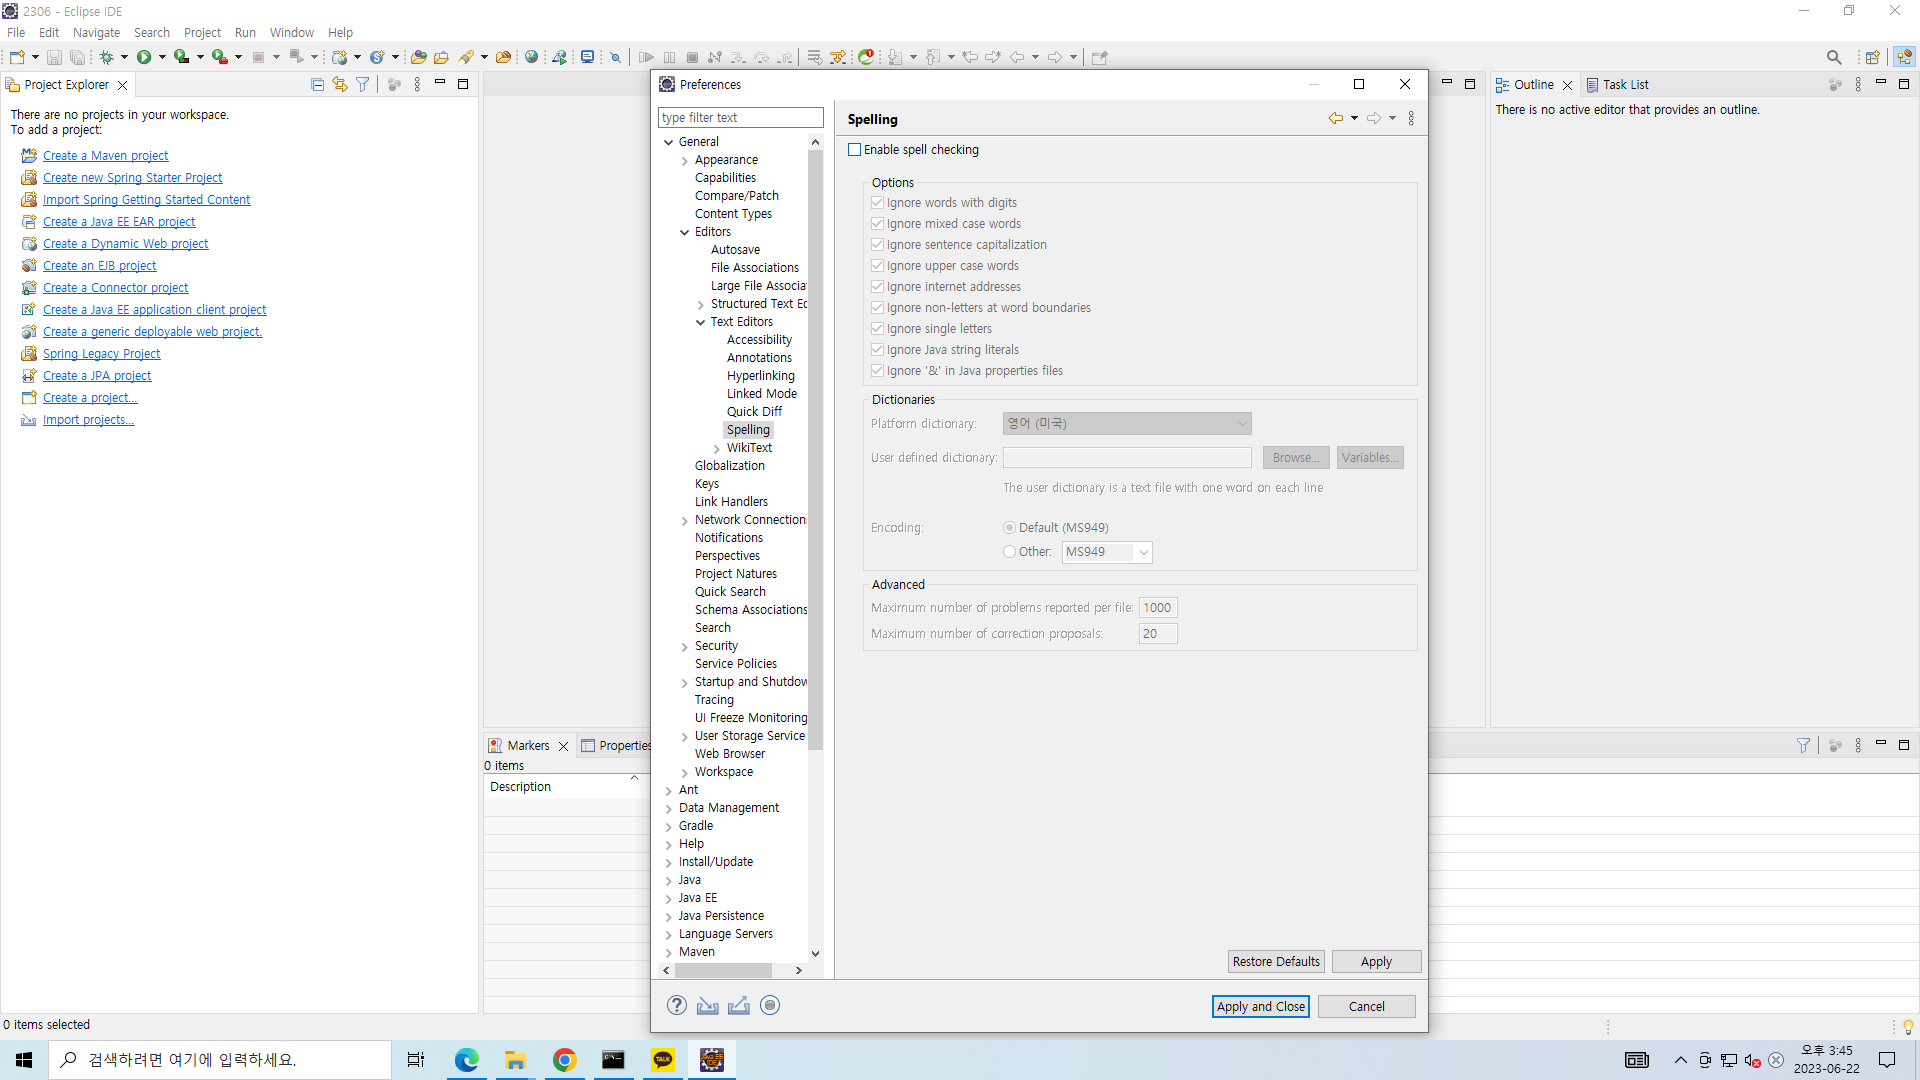 2306 - Eclipse IDE
File Edit Navigate Search Project Run Window Help
Project Explorer
There are no projects in your workspace.
To add a project:
Create a Maven project
Create new Spring Starter Project
Import Spring Getting Started Content
Create a Java EE EAR project
Create a Dynamic Web project
Create an EJB project
Create a Connector project
Create a Java EE application client project
Create a generic deployable web project.
Spring Legacy Project
Create a JPA project
Create a project...
Import projects...
Preferences
type filter text
General
Appearance
Capabilities
Compare/Patch
Content Types
Editors
Autosave
File Associations
Large File Associa
Structured Text Ec
Text Editors
Accessibility
Annotations
Hyperlinking
Linked Mode
Quick Diff
Spelling
WikiText
Globalization
Keys
Link Handlers
Network Connection
Notifications
Perspectives
Project Natures
Quick Search
Schema Associations
Search
Security
Service Policies
Startup and Shutdow
Tracing
UI Freeze Monitoring
User Storage Service
Web Browser
Workspace
Ant
Data Management
Gradle
Help
Install/Update
Java
Java EE
Java Persistence
Language Servers
Maven
Spelling
Enable spell checking
Options
Ignore words with digits
Ignore mixed case words
Ignore sentence capitalization
Ignore upper case words
Ignore internet addresses
Ignore non-letters at word boundaries
Ignore single letters
Ignore Java string literals
Ignore '&' in Java properties files
Dictionaries
Platform dictionary: 영어 (미국)
User defined dictionary: Browse... Variables...
The user dictionary is a text file with one word on each line
Encoding: Default (MS949)
Other: MS949
Advanced
Maximum number of problems reported per file: 1000
Maximum number of correction proposals: 20
Restore Defaults Apply
Apply and Close Cancel
Outline Task List
There is no active editor that provides an outline.
Markers Properties
0 items
Description
0 items selected
검색하려면 여기에 입력하세요.
TALK
Java EE
IDE
오후 3:45
2023-06-22